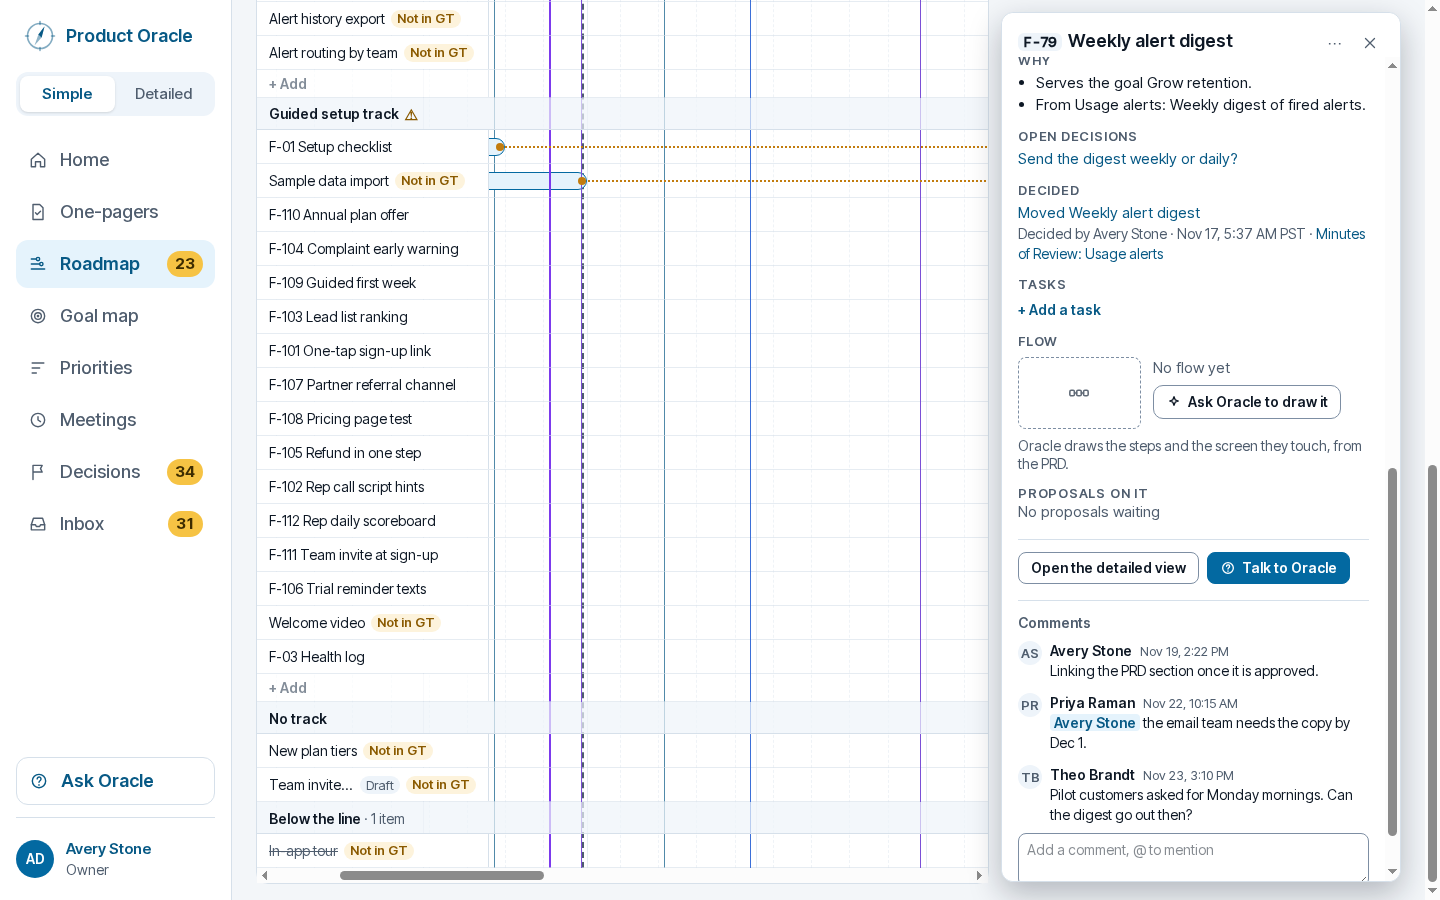 Product Oracle
Simple
Detailed
Home
One-pagers
Roadmap 23
Goal map
Priorities
Meetings
Decisions 34
Inbox 31
Ask Oracle
AD
Avery Stone
Owner
Alert history export Not in GT
Alert routing by team Not in GT
+ Add
Guided setup track
F-01 Setup checklist
Sample data import Not in GT
F-110 Annual plan offer
F-104 Complaint early warning
F-109 Guided first week
F-103 Lead list ranking
F-101 One-tap sign-up link
F-107 Partner referral channel
F-108 Pricing page test
F-105 Refund in one step
F-102 Rep call script hints
F-112 Rep daily scoreboard
F-111 Team invite at sign-up
F-106 Trial reminder texts
Welcome video Not in GT
F-03 Health log
+ Add
No track
New plan tiers Not in GT
Team invite... Draft Not in GT
Below the line · 1 item
In-app tour Not in GT
F-79 Weekly alert digest
WHY
• Serves the goal Grow retention.
• From Usage alerts: Weekly digest of fired alerts.
OPEN DECISIONS
Send the digest weekly or daily?
DECIDED
Moved Weekly alert digest
Decided by Avery Stone · Nov 17, 5:37 AM PST · Minutes
of Review: Usage alerts
TASKS
+ Add a task
FLOW
No flow yet
Ask Oracle to draw it
Oracle draws the steps and the screen they touch, from
the PRD.
PROPOSALS ON IT
No proposals waiting
Open the detailed view
Talk to Oracle
Comments
AS Avery Stone Nov 19, 2:22 PM
Linking the PRD section once it is approved.
PR Priya Raman Nov 22, 10:15 AM
Avery Stone the email team needs the copy by
Dec 1.
TB Theo Brandt Nov 23, 3:10 PM
Pilot customers asked for Monday mornings. Can
the digest go out then?
Add a comment, @ to mention